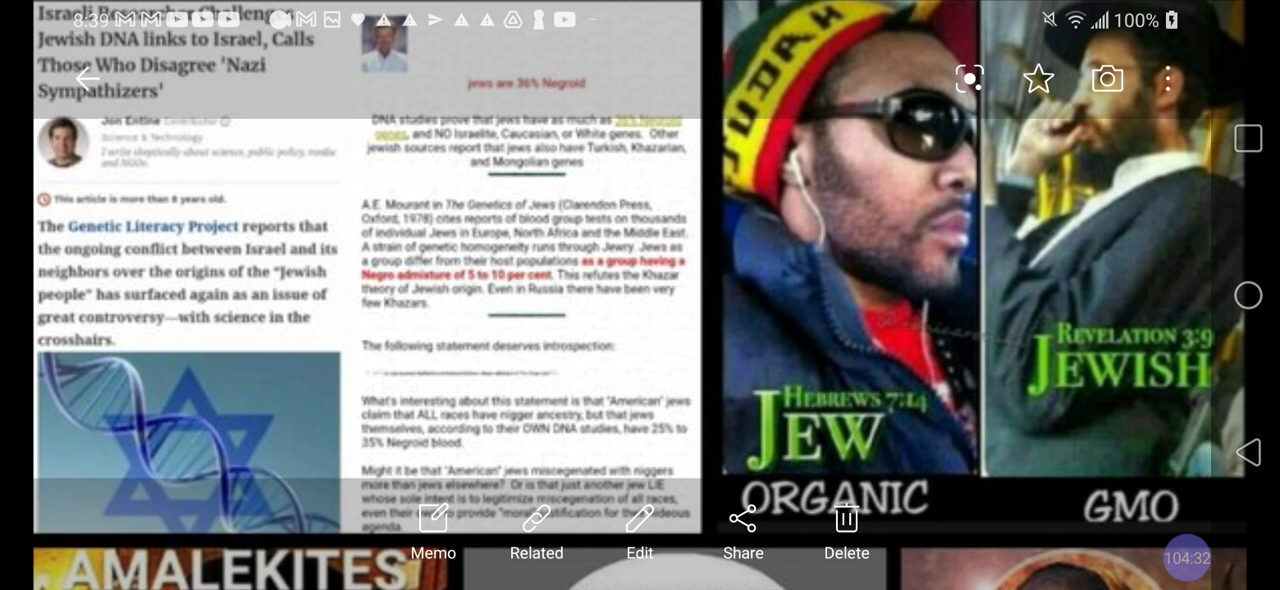 8:39
100%
Israeli Researcher Challenges
Jewish DNA links to Israel, Calls
Those Who Disagree 'Nazi
Sympathizers'
Jon Entine Contributor
Science & Technology
I write skeptically about science, public policy, media
and NGOs.
This article is more than 8 years old.
The Genetic Literacy Project reports that
the ongoing conflict between Israel and its
neighbors over the origins of the "Jewish
people" has surfaced again as an issue of
great controversy—with science in the
crosshairs.
jews are 36% Negroid
DNA studies prove that jews have as much as 36% Negroid
genes, and NO Israelite, Caucasian, or White genes. Other
jewish sources report that jews also have Turkish, Khazarian,
and Mongolian genes
A.E. Mourant in The Genetics of Jews (Clarendon Press,
Oxford, 1978) cites reports of blood group tests on thousands
of individual Jews in Europe, North Africa and the Middle East.
A strain of genetic homogeneity runs through Jewry. Jews as
a group differ from their host populations as a group having a
Negro admixture of 5 to 10 per cent. This refutes the Khazar
theory of Jewish origin. Even in Russia there have been very
few Khazars.
The following statement deserves introspection:
What's interesting about this statement is that "American" jews
claim that ALL races have nigger ancestry, but that jews
themselves, according to their OWN DNA studies, have 25% to
35% Negroid blood.
Might it be that "American" jews miscegenated with niggers
more than jews elsewhere? Or is that just another jew LIE
whose sole intent is to legitimize miscegenation of all races,
even their to provide "moral justification for their hideous
agenda.
JUDAH
HEBREWS 7:14
JEW
ORGANIC
REVELATION 3:9
JEWISH
GMO
AMALEKITES
Memo
Related
Edit
Share
Delete
104:32